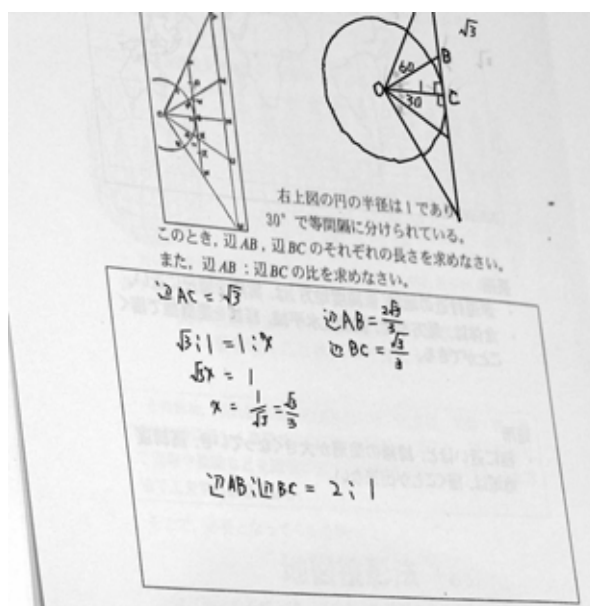 √3
B
60
O
1
C
30
右上図の円の半径は1であり
30°で等間隔に分けられている。
このとき,辺AB,辺BCのそれぞれの長さを求めなさい。
また,辺AB:辺BCの比を求めなさい。
辺AC = √3
辺AB = 2√3/3
√3:1 = 1:x
辺BC = √3/3
√3x = 1
x = 1/√3 = √3/3
辺AB:辺BC = 2:1